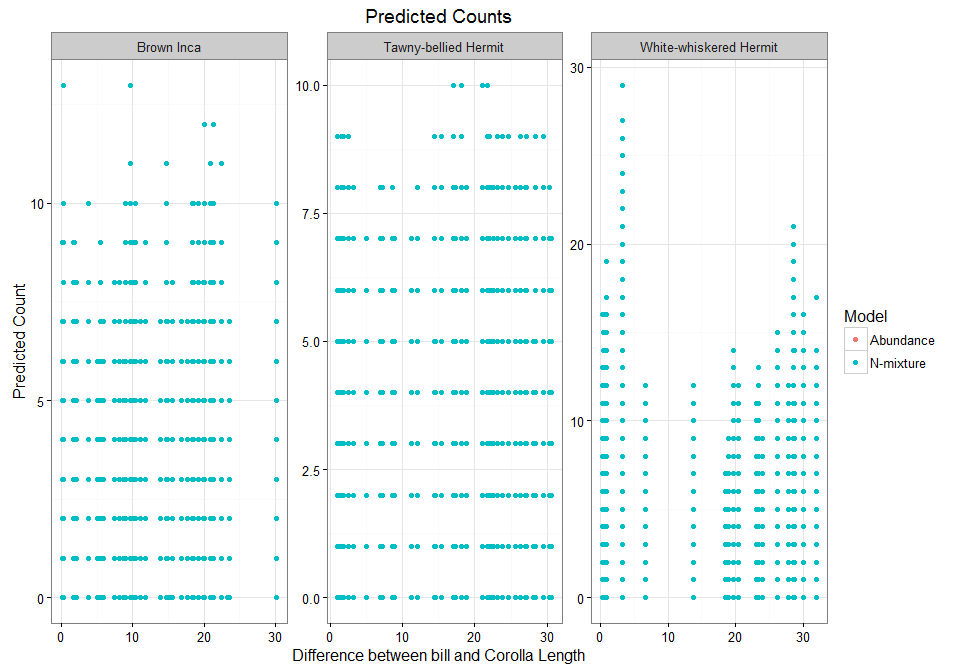 Predicted Counts
Brown Inca
Tawny-bellied Hermit
White-whiskered Hermit
Predicted Count
10
5
0
10.0
7.5
5.0
2.5
0.0
30
20
10
0
0 10 20 30
0 10 20 30
0 10 20 30
Difference between bill and Corolla Length
Model
Abundance
N-mixture